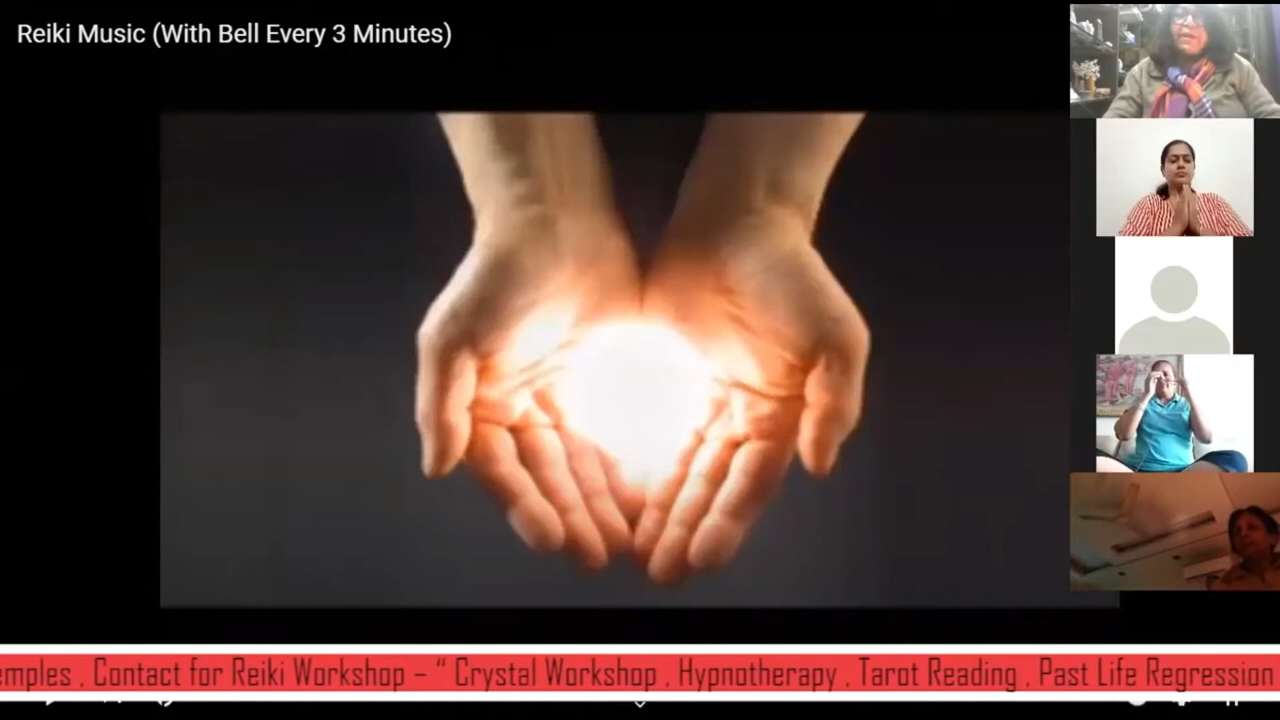 Reiki Music (With Bell Every 3 Minutes)
emples , Contact for Reiki Workshop – “ Crystal Workshop , Hypnotherapy , Tarot Reading , Past Life Regression